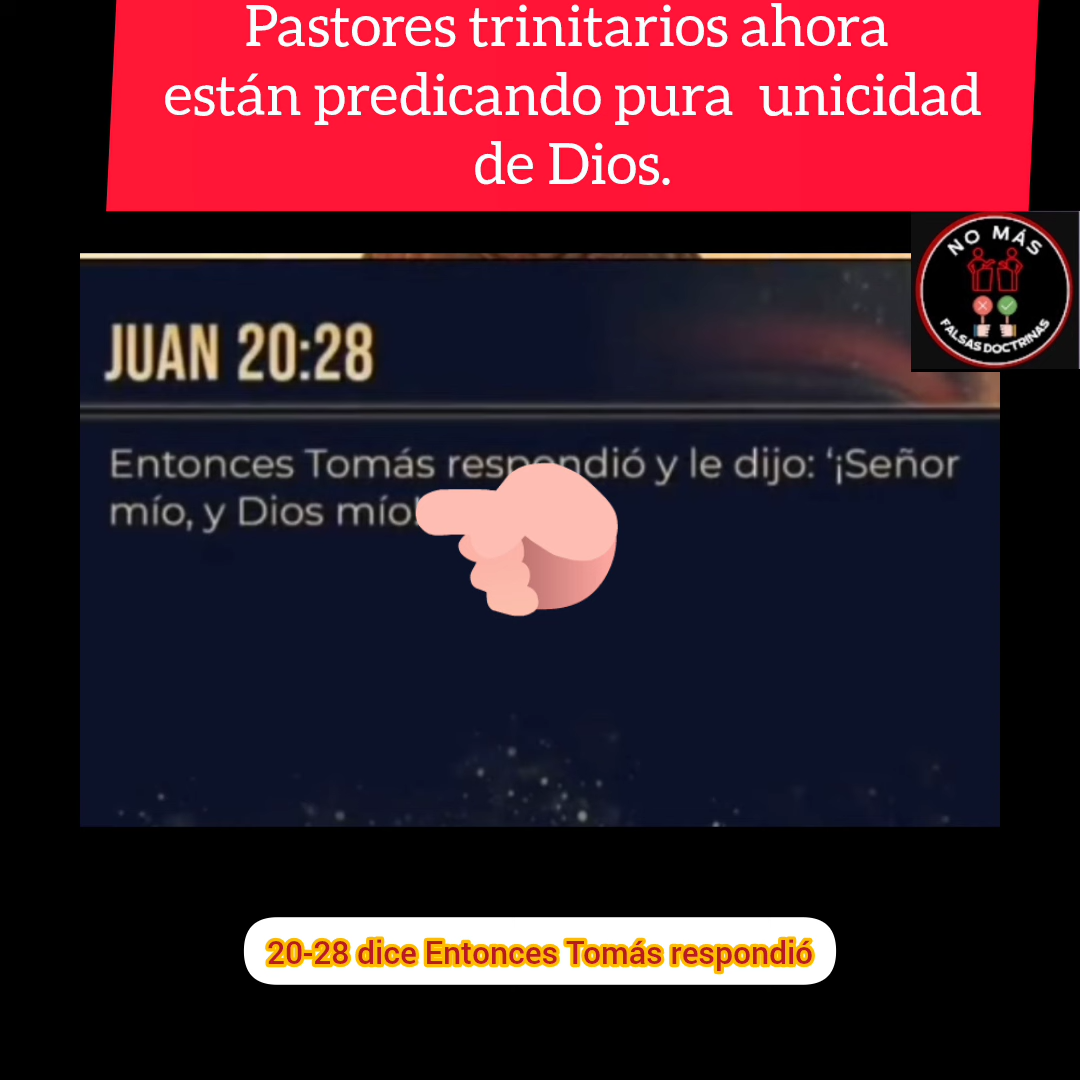 Pastores trinitarios ahora
están predicando pura unicidad
de Dios.
NO MÁS
FALSAS DOCTRINAS
JUAN 20:28
Entonces Tomás respondió y le dijo: ‘¡Señor
mío, y Dios mío!
20-28 dice Entonces Tomás respondió